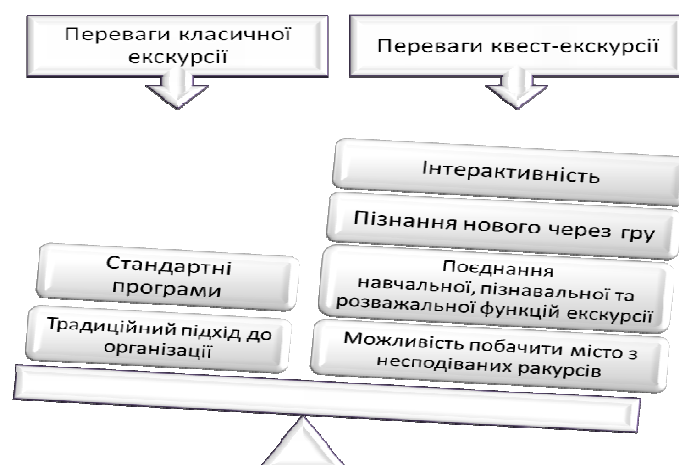 Переваги класичної
екскурсії
Переваги квест-екскурсії
Стандартні
програми
Традиційний підхід до
організації
Інтерактивність
Пізнання нового через гру
Поєднання
навчальної, пізнавальної та
розважальної функцій екскурсії
Можливість побачити місто з
несподіваних ракурсів